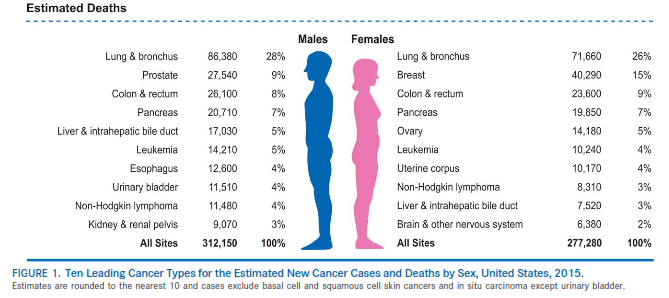 Estimated Deaths
Males Females
Lung & bronchus 86,380 28% Lung & bronchus 71,660 26%
Prostate 27,540 9% Breast 40,290 15%
Colon & rectum 26,100 8% Colon & rectum 23,600 9%
Pancreas 20,710 7% Pancreas 19,850 7%
Liver & intrahepatic bile duct 17,030 5% Ovary 14,180 5%
Leukemia 14,210 5% Leukemia 10,240 4%
Esophagus 12,600 4% Uterine corpus 10,170 4%
Urinary bladder 11,510 4% Non-Hodgkin lymphoma 8,310 3%
Non-Hodgkin lymphoma 11,480 4% Liver & intrahepatic bile duct 7,520 3%
Kidney & renal pelvis 9,070 3% Brain & other nervous system 6,380 2%
All Sites 312,150 100% All Sites 277,280 100%
FIGURE 1. Ten Leading Cancer Types for the Estimated New Cancer Cases and Deaths by Sex, United States, 2015.
Estimates are rounded to the nearest 10 and cases exclude basal cell and squamous cell skin cancers and in situ carcinoma except urinary bladder.